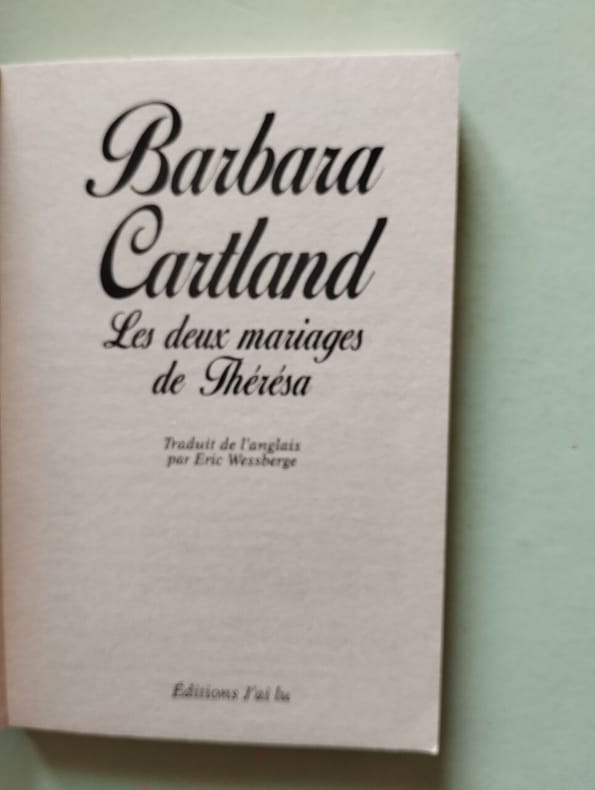 Barbara
Cartland
Les deux mariages
de Thérésa
Traduit de l'anglais
par Eric Wessberge
Éditions J'ai lu